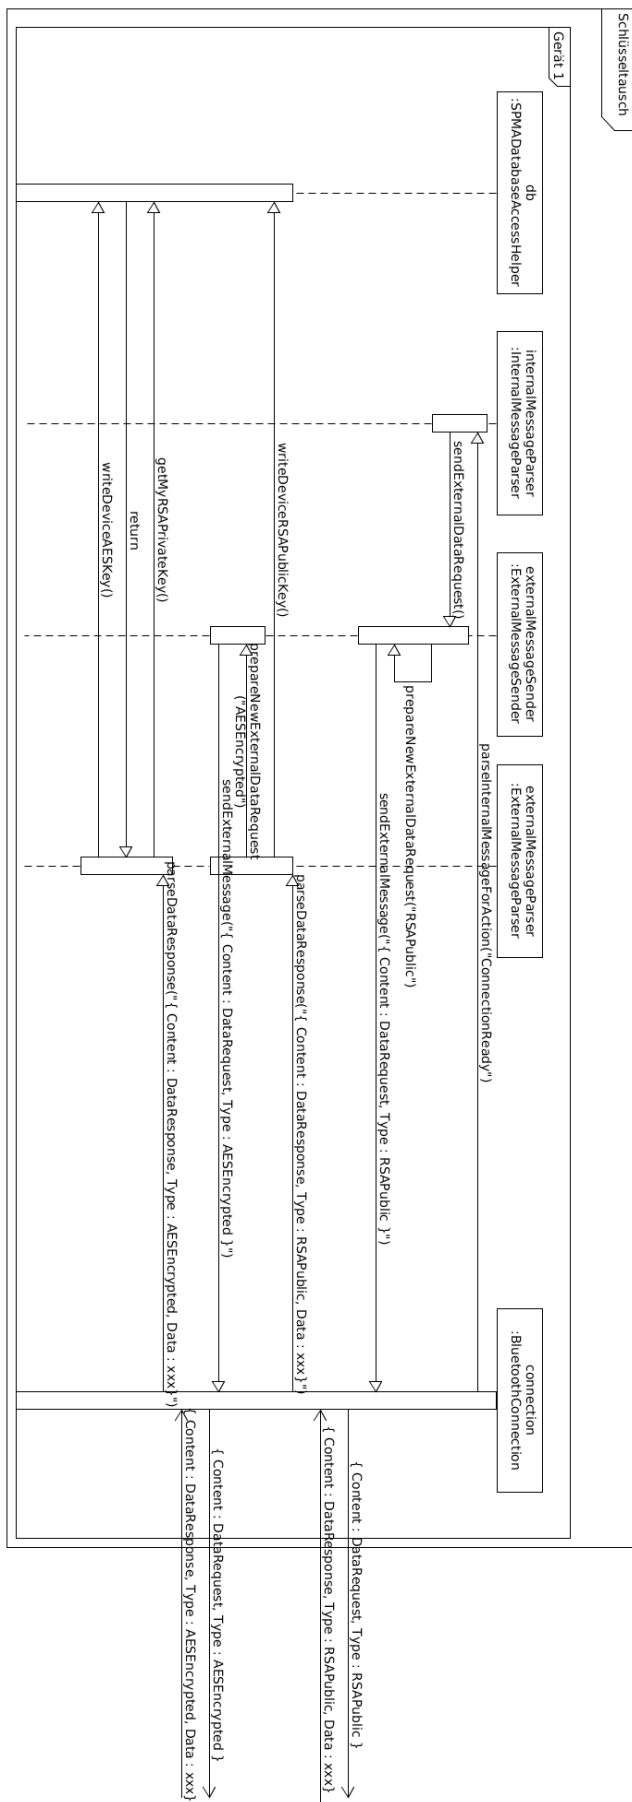 Schlüsseltausch
Gerät 1
db
:SPMADatabaseAccessHelper
internalMessageParser
:InternalMessageParser
externalMessageSender
:ExternalMessageSender
externalMessageParser
:ExternalMessageParser
connection
:BluetoothConnection
parseInternalMessageForAction("ConnectionReady")
sendExternalDataRequest()
prepareNewExternalDataRequest("RSAPublic")
sendExternalMessage("{ Content : DataRequest, Type : RSAPublic }")
{ Content : DataRequest, Type : RSAPublic }
{ Content : DataResponse, Type : RSAPublic, Data : xxx}
parseDataResponse("{ Content : DataResponse, Type : RSAPublic, Data : xxx}")
writeDeviceRSAPublicKey()
prepareNewExternalDataRequest
("AESEncrypted")
sendExternalMessage("{ Content : DataRequest, Type : AESEncrypted }")
{ Content : DataRequest, Type : AESEncrypted }
{ Content : DataResponse, Type : AESEncrypted, Data : xxx}
parseDataResponse("{ Content : DataResponse, Type : AESEncrypted, Data : xxx}")
getMyRSAPrivateKey()
return
writeDeviceAESKey()